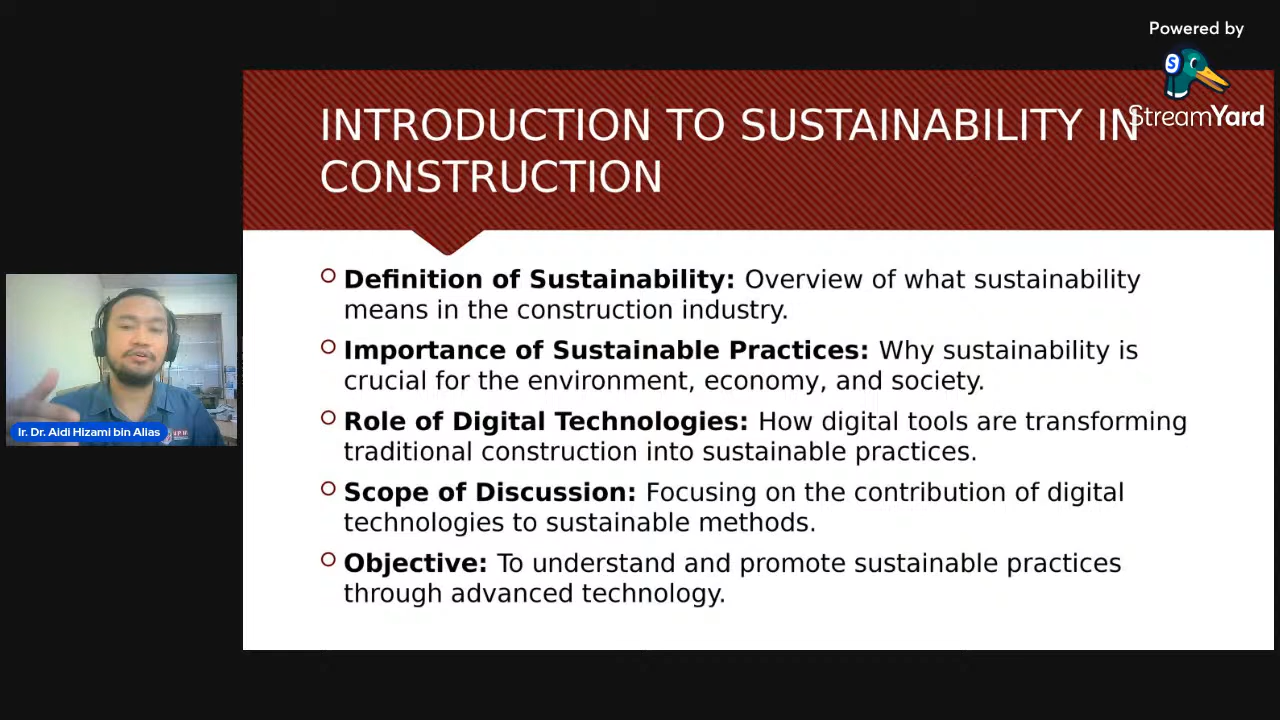 Powered by
S
StreamYard
INTRODUCTION TO SUSTAINABILITY IN
CONSTRUCTION
Definition of Sustainability: Overview of what sustainability
means in the construction industry.
Importance of Sustainable Practices: Why sustainability is
crucial for the environment, economy, and society.
Role of Digital Technologies: How digital tools are transforming
traditional construction into sustainable practices.
Scope of Discussion: Focusing on the contribution of digital
technologies to sustainable methods.
Objective: To understand and promote sustainable practices
through advanced technology.
Ir. Dr. Aidi Hizami bin Alias